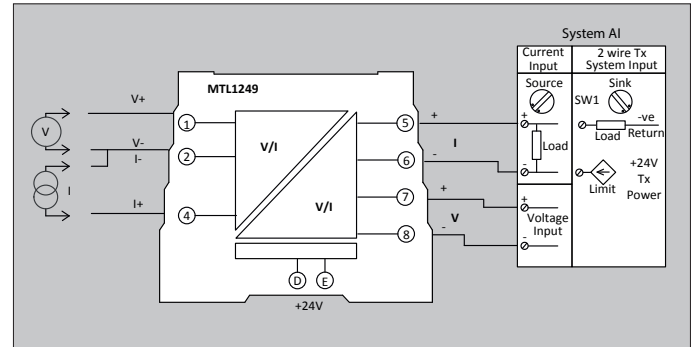 System AI
Current
Input
2 wire Tx
System Input
MTL1249
Source
Sink
SW1
V+
1
5
+
+
-ve
Load
Return
V
V/I
I
Load
V-
2
6
-
-
+24V
I-
Limit
Tx
Power
I
V/I
7
+
+
I+
4
V
Voltage
Input
8
-
-
D
E
+24V